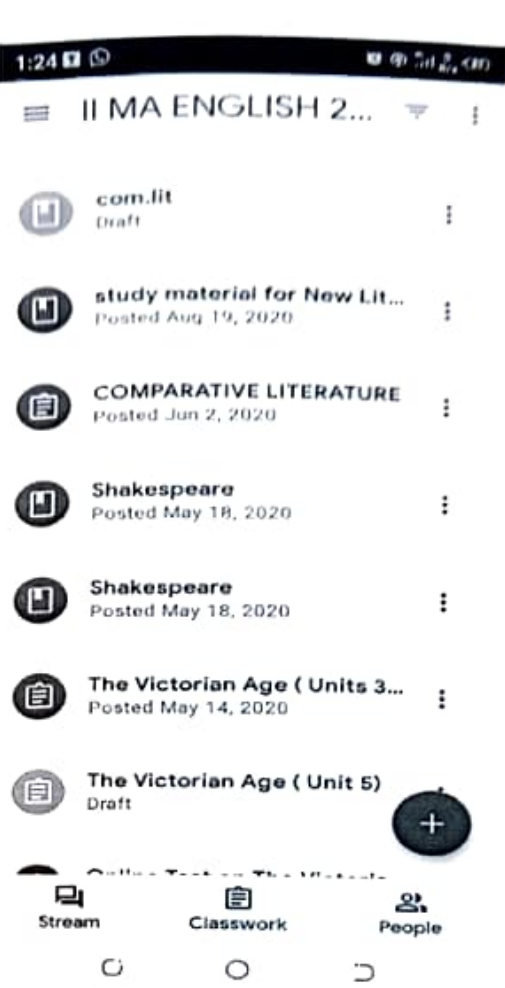 1:24
II MA ENGLISH 2...
com.lit
Draft
study material for New Lit...
Posted Aug 19, 2020
COMPARATIVE LITERATURE
Posted Jun 2, 2020
Shakespeare
Posted May 18, 2020
Shakespeare
Posted May 18, 2020
The Victorian Age ( Units 3...
Posted May 14, 2020
The Victorian Age ( Unit 5)
Draft
Stream
Classwork
People